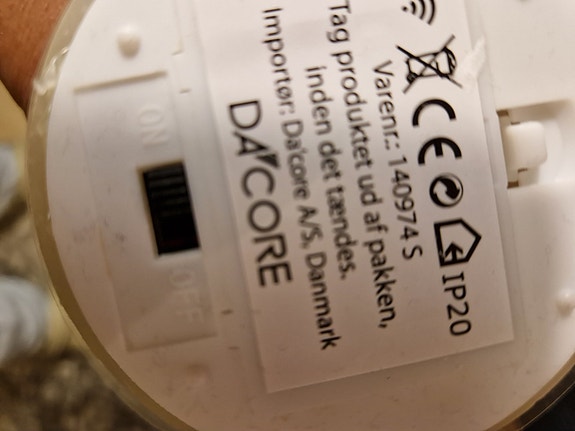 IP20
Varenr.: 140974 S
Tag produktet ud af pakken,
inden det tændes.
Importør: Da'core A/S, Danmark
DA'CORE
ON
OFF